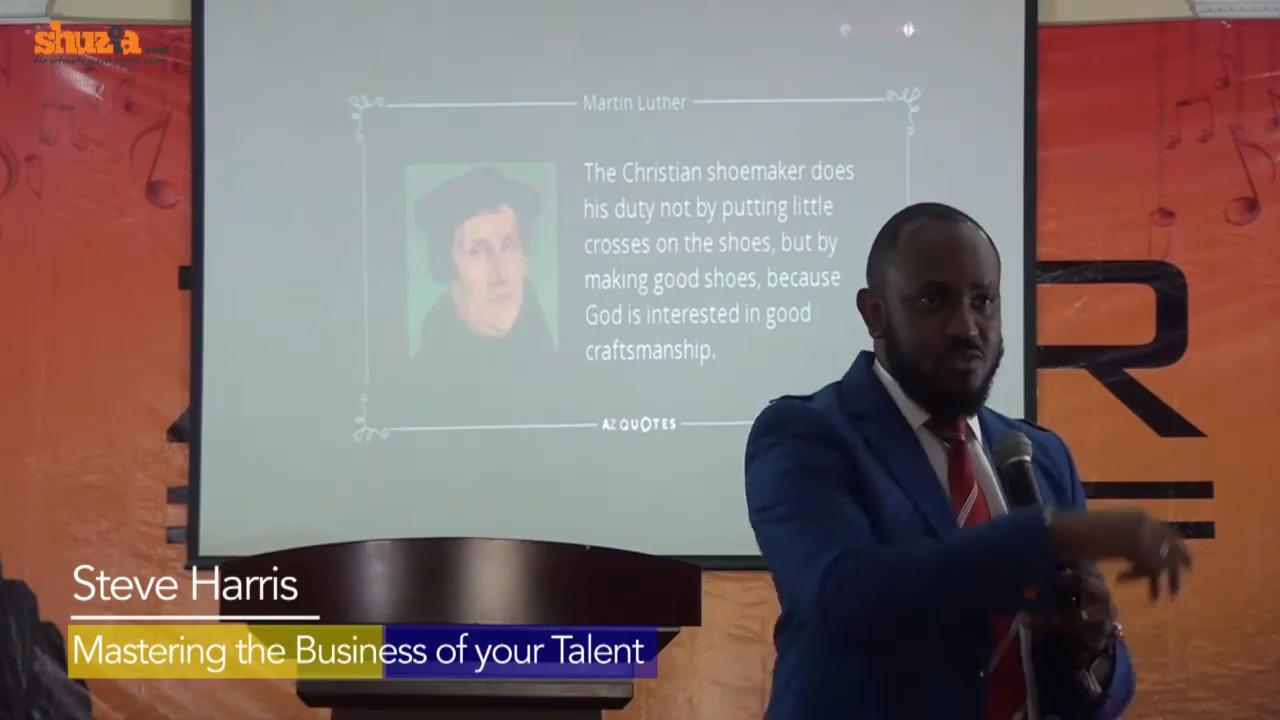 shuzia.com
Martin Luther
The Christian shoemaker does
his duty not by putting little
crosses on the shoes, but by
making good shoes, because
God is interested in good
craftsmanship.
AZ QUOTES
R
Steve Harris
Mastering the Business of your Talent